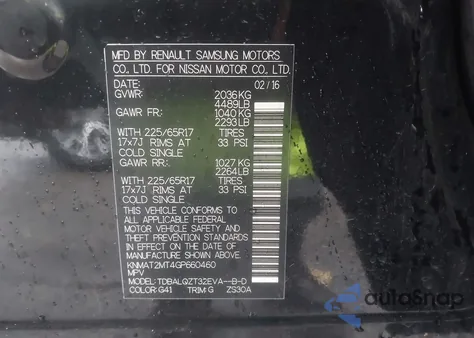 MFD BY RENAULT SAMSUNG MOTORS
CO. LTD. FOR NISSAN MOTOR CO., LTD.
DATE: 02/16
GVWR: 2036 KG
4489LB
GAWR FR: 1040 KG
2293LB
WITH 225/65R17 TIRES
17x7J RIMS AT 33 PSI
COLD SINGLE
GAWR RR: 1027 KG
2264LB
WITH 225/65R17 TIRES
17x7J RIMS AT 33 PSI
COLD SINGLE
THIS VEHICLE CONFORMS TO
ALL APPLICABLE FEDERAL
MOTOR VEHICLE SAFETY AND
THEFT PREVENTION STANDARDS
IN EFFECT ON THE DATE OF
MANUFACTURE SHOWN ABOVE.
KNMAT2MT4GP660460
MPV
MODEL: TDBALQZT32EVA--B-D
COLOR: G41 TRIM: G ZS30A
autoSnap